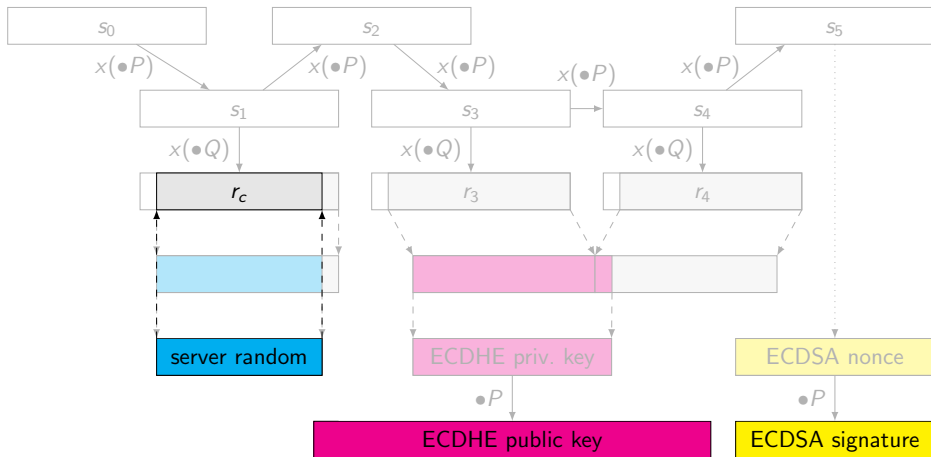 s₀ s₂ s₅
x(●P) x(●P) x(●P) x(●P) x(●P)
s₁ s₃ s₄
x(●Q) x(●Q) x(●Q)
r_c r₃ r₄
server random ECDHE priv. key ECDSA nonce
●P ●P
ECDHE public key ECDSA signature